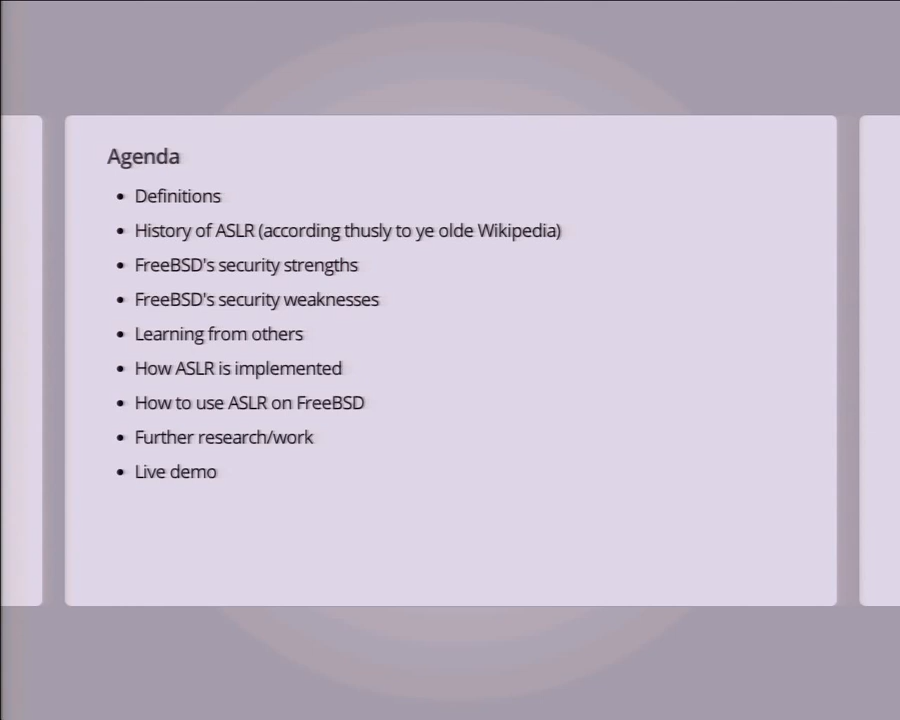 Agenda
• Definitions
• History of ASLR (according thusly to ye olde Wikipedia)
• FreeBSD's security strengths
• FreeBSD's security weaknesses
• Learning from others
• How ASLR is implemented
• How to use ASLR on FreeBSD
• Further research/work
• Live demo